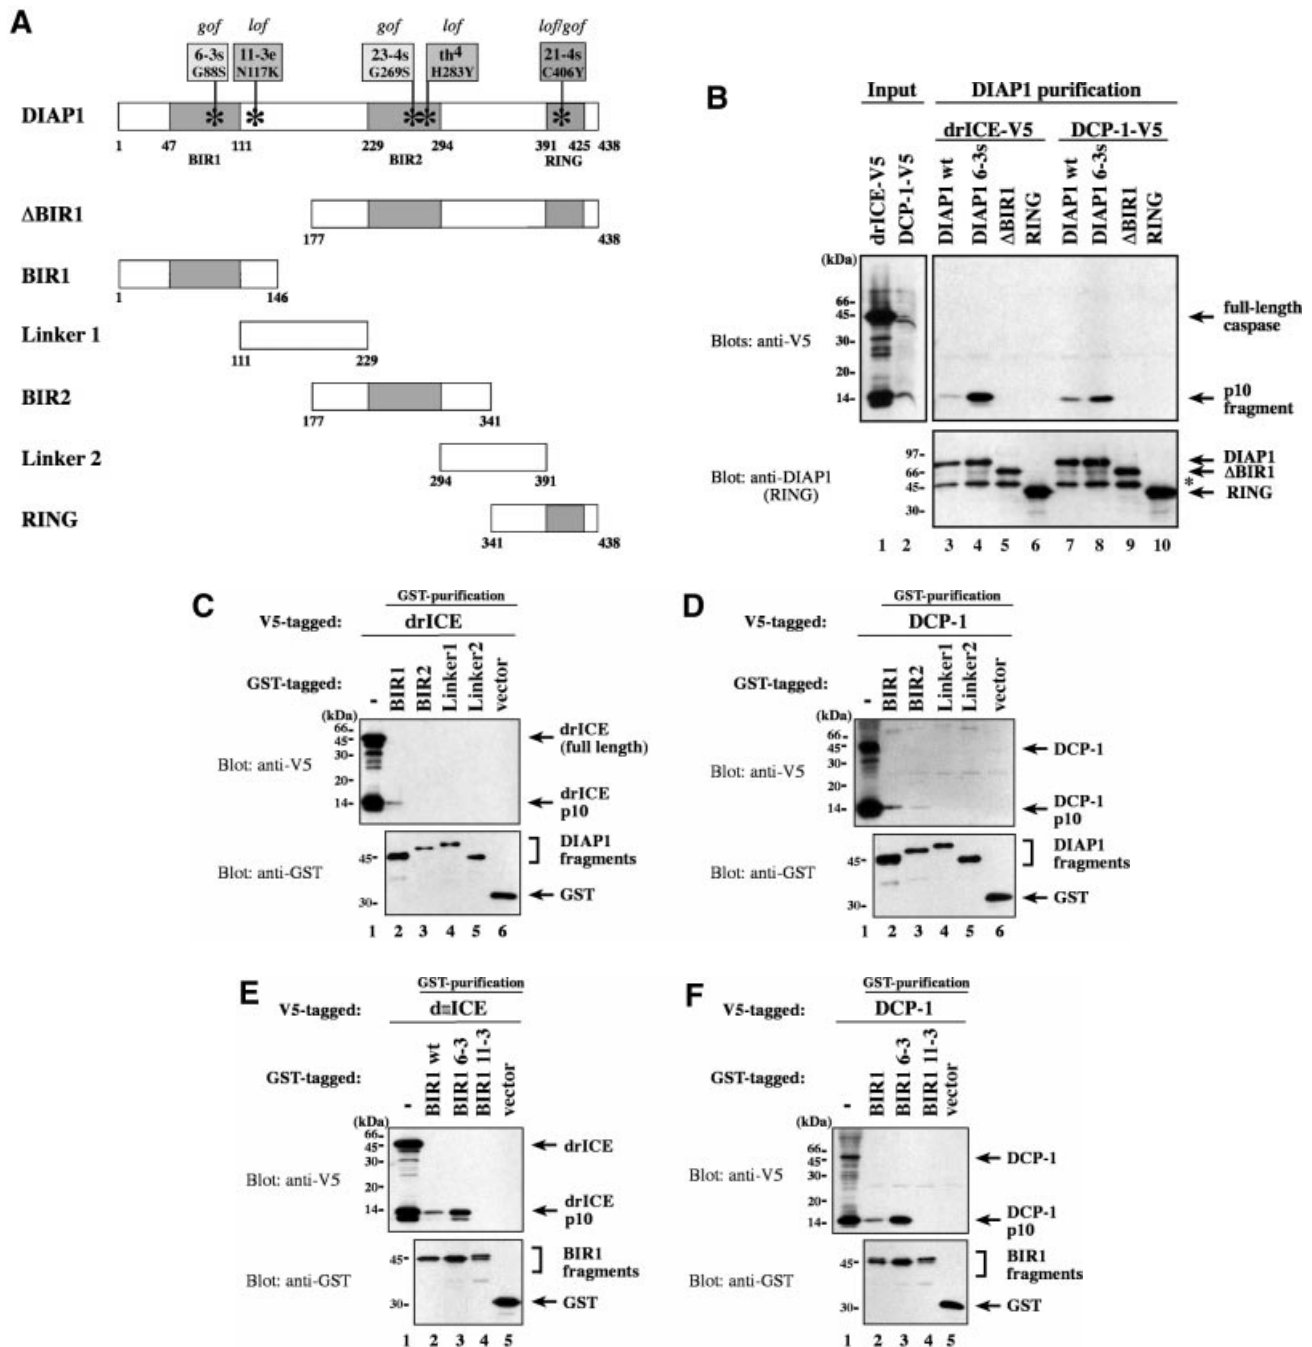 A
gof lof gof lof lof/gof
6-3s 11-3e 23-4s th4 21-4s
G88S N117K G269S H283Y C406Y
DIAP1
* * * * *
1 47 111 229 294 391 425 438
BIR1 BIR2 RING
ΔBIR1
177 438
BIR1
1 146
Linker 1
111 229
BIR2
177 341
Linker 2
294 391
RING
341 438
B
Input DIAP1 purification
drICE-V5 DCP-1-V5
drICE-V5
DCP-1-V5
DIAP1 wt
DIAP1 6-3s
ΔBIR1
RING
DIAP1 wt
DIAP1 6-3s
ΔBIR1
RING
(kDa)
66-
45-
30-
20-
14-
Blots: anti-V5
full-length
caspase
p10
fragment
97-
66-
45-
30-
Blot: anti-DIAP1
(RING)
DIAP1
ΔBIR1
*
RING
1 2 3 4 5 6 7 8 9 10
C
GST-purification
V5-tagged: drICE
GST-tagged:
-
BIR1
BIR2
Linker1
Linker2
vector
(kDa)
66-
45-
30-
20-
14-
Blot: anti-V5
drICE
(full length)
drICE
p10
45-
30-
Blot: anti-GST
DIAP1
fragments
GST
1 2 3 4 5 6
D
GST-purification
V5-tagged: DCP-1
GST-tagged:
-
BIR1
BIR2
Linker1
Linker2
vector
(kDa)
66-
45-
30-
20-
14-
Blot: anti-V5
DCP-1
DCP-1
p10
45-
30-
Blot: anti-GST
DIAP1
fragments
GST
1 2 3 4 5 6
E
GST-purification
V5-tagged: d≡ICE
GST-tagged:
-
BIR1 wt
BIR1 6-3
BIR1 11-3
vector
(kDa)
66-
45-
30-
20-
14-
Blot: anti-V5
drICE
drICE
p10
45-
30-
Blot: anti-GST
BIR1
fragments
GST
1 2 3 4 5
F
GST-purification
V5-tagged: DCP-1
GST-tagged:
-
BIR1
BIR1 6-3
BIR1 11-3
vector
(kDa)
66-
45-
30-
20-
14-
Blot: anti-V5
DCP-1
DCP-1
p10
45-
30-
Blot: anti-GST
BIR1
fragments
GST
1 2 3 4 5